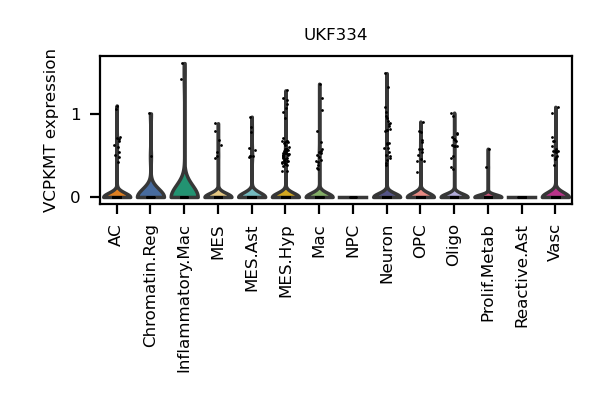 UKF334
VCPKMT expression
1
0
AC
Chromatin.Reg
Inflammatory.Mac
MES
MES.Ast
MES.Hyp
Mac
NPC
Neuron
OPC
Oligo
Prolif.Metab
Reactive.Ast
Vasc